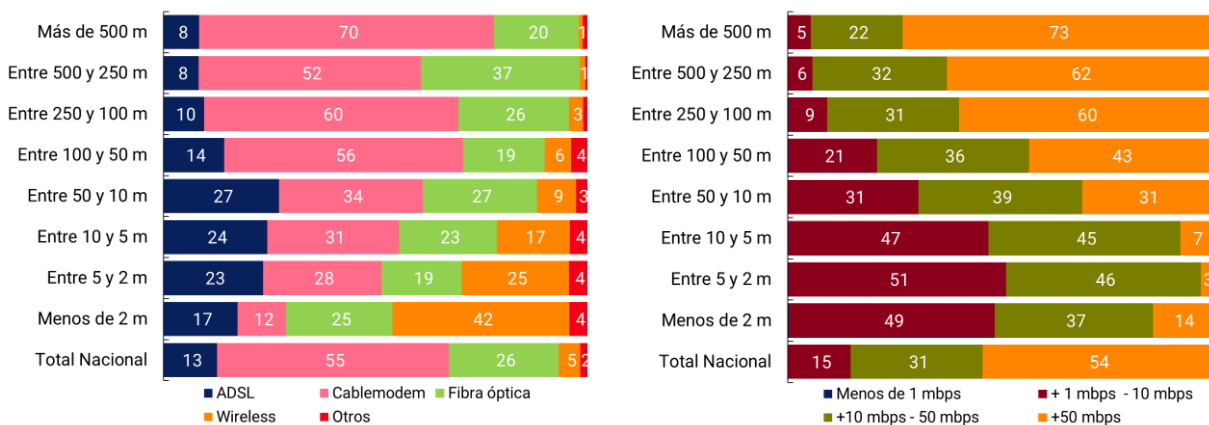 Más de 500 m 8 70 20 1
Entre 500 y 250 m 8 52 37 1
Entre 250 y 100 m 10 60 26 3
Entre 100 y 50 m 14 56 19 6 4
Entre 50 y 10 m 27 34 27 9 3
Entre 10 y 5 m 24 31 23 17 4
Entre 5 y 2 m 23 28 19 25 4
Menos de 2 m 17 12 25 42 4
Total Nacional 13 55 26 5 2
ADSL Cablemodem Fibra óptica
Wireless Otros
Más de 500 m 5 22 73
Entre 500 y 250 m 6 32 62
Entre 250 y 100 m 9 31 60
Entre 100 y 50 m 21 36 43
Entre 50 y 10 m 31 39 31
Entre 10 y 5 m 47 45 7
Entre 5 y 2 m 51 46 3
Menos de 2 m 49 37 14
Total Nacional 15 31 54
Menos de 1 mbps + 1 mbps - 10 mbps
+10 mbps - 50 mbps +50 mbps